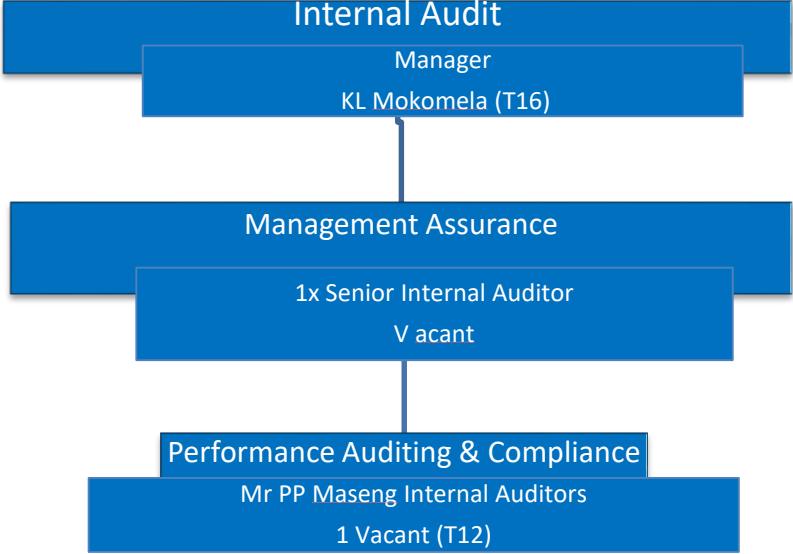 Internal Audit
Manager
KL Mokomela (T16)
Management Assurance
1x Senior Internal Auditor
V acant
Performance Auditing & Compliance
Mr PP Maseng Internal Auditors
1 Vacant (T12)